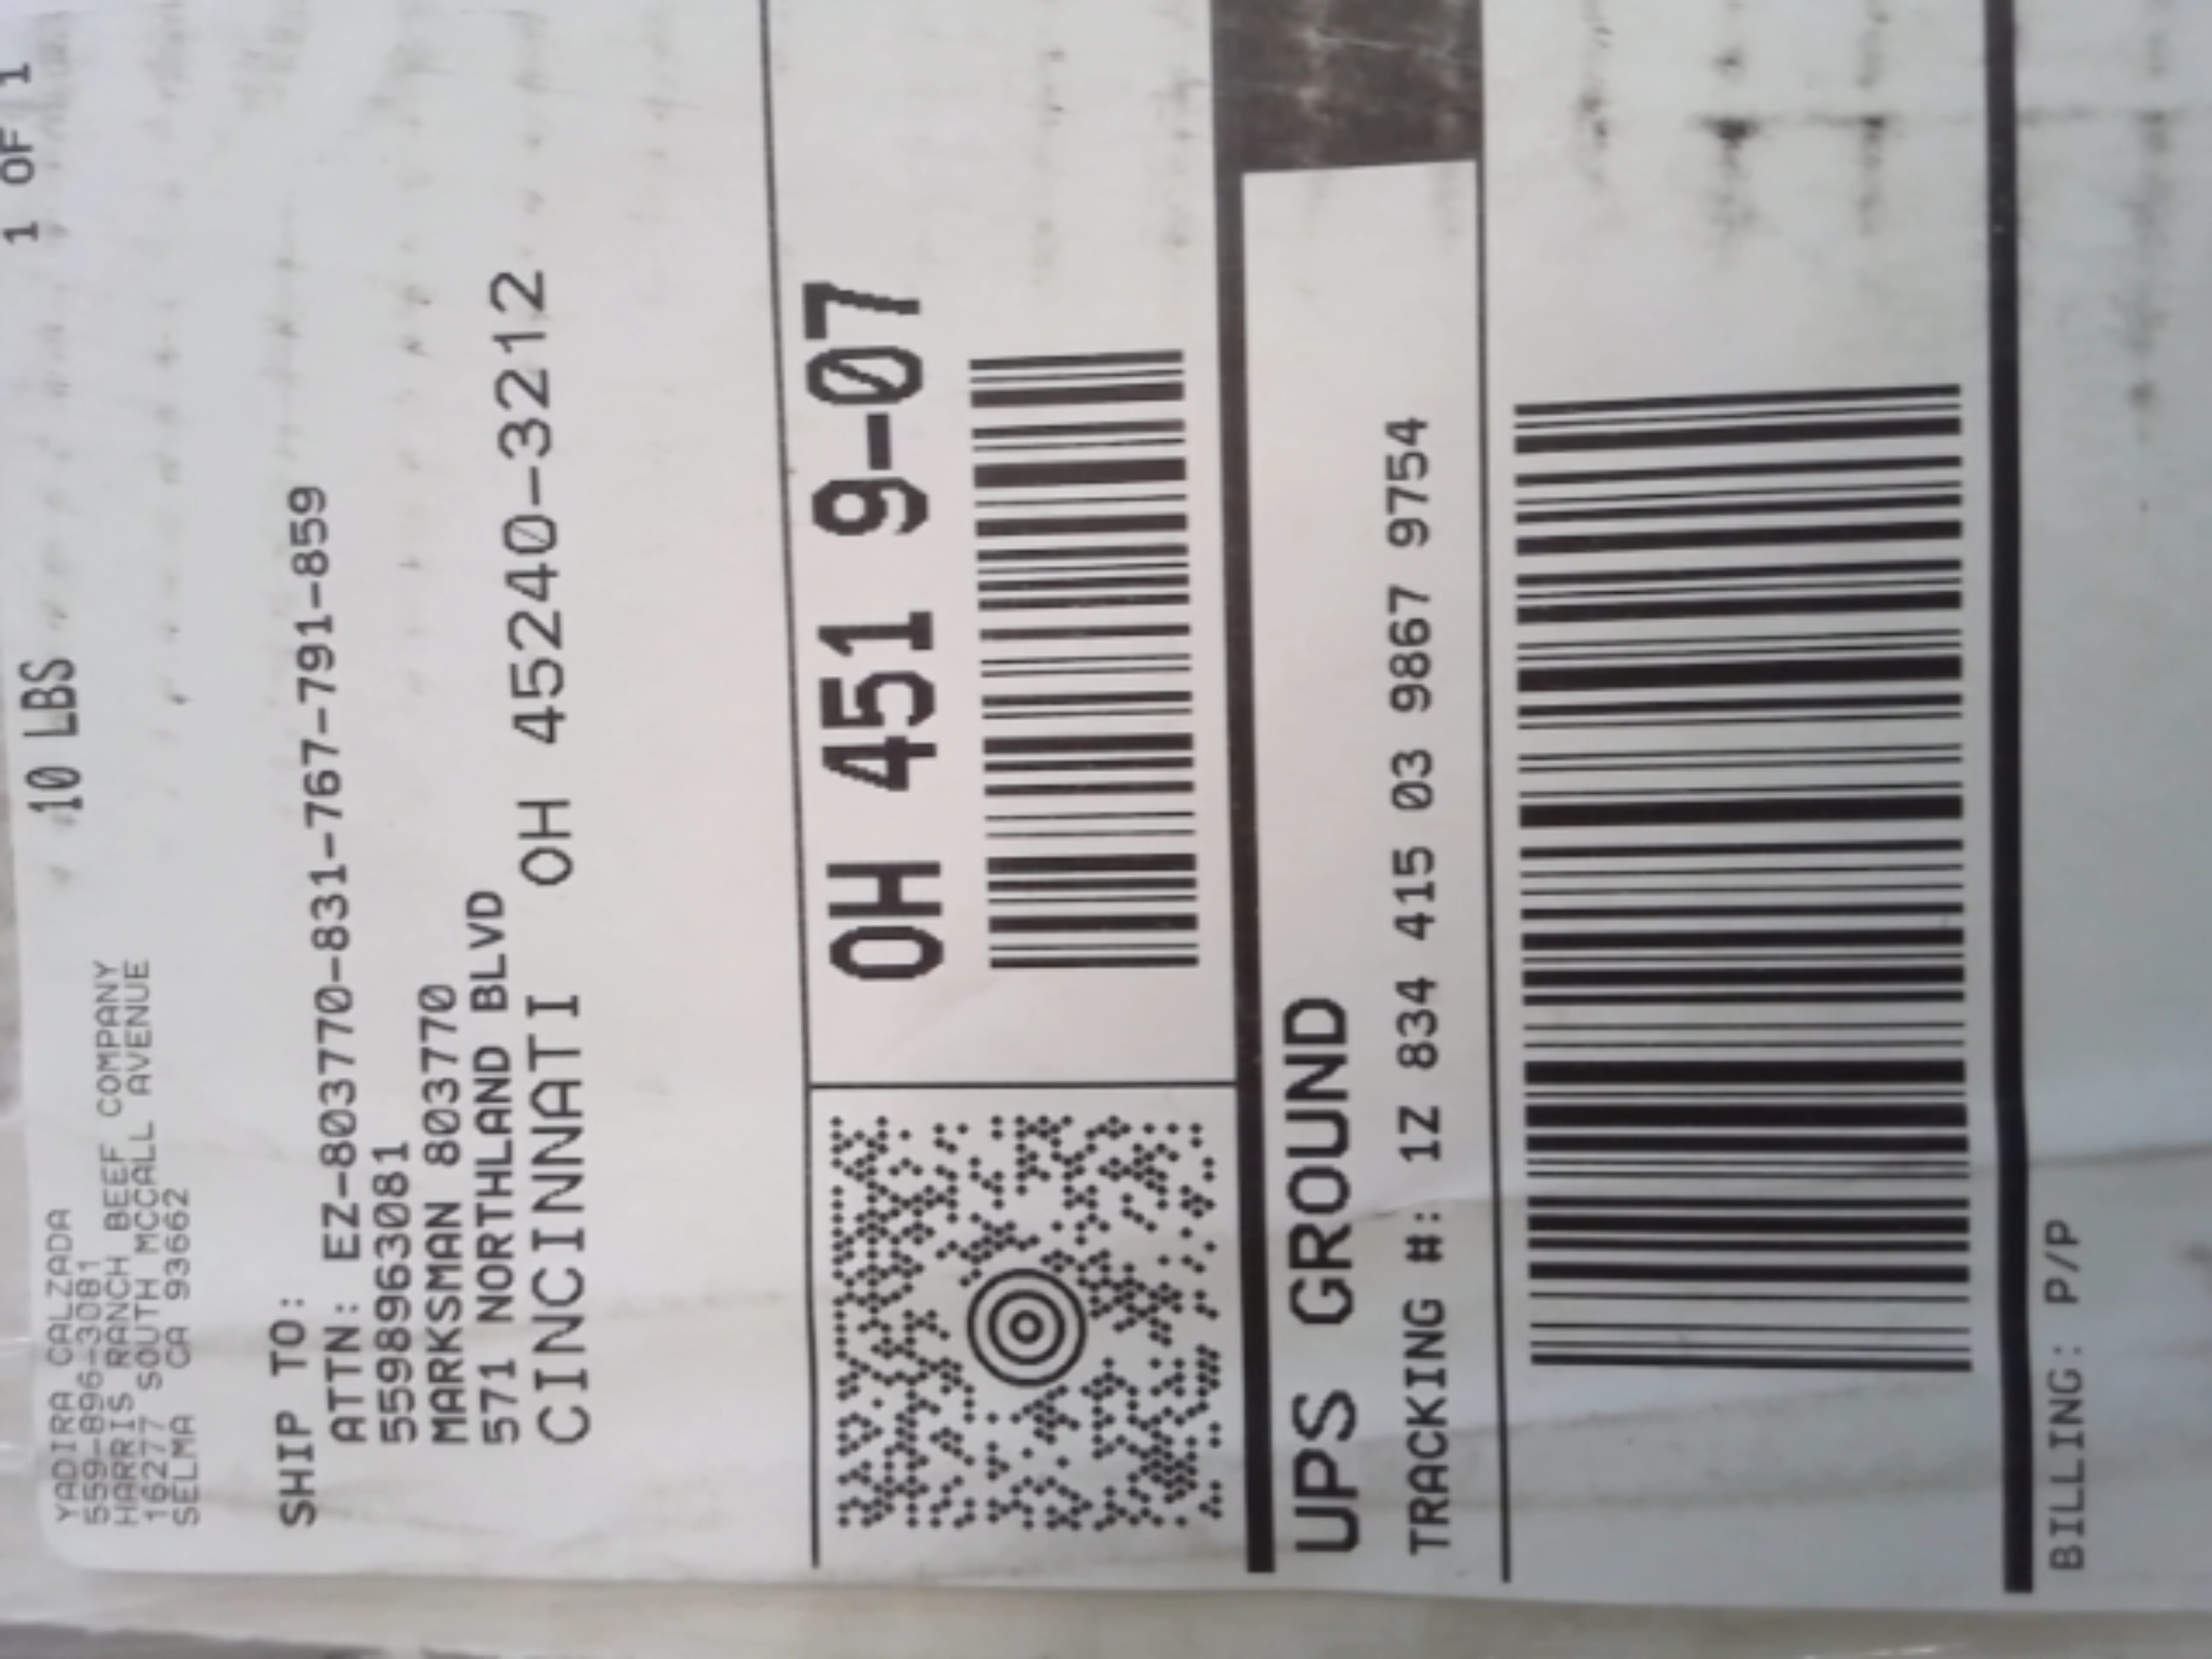 YADIRA CALZADA
559-896-3081
HARRIS RANCH BEEF COMPANY
16277 SOUTH MCCALL AVENUE
SELMA CA 93662
10 LBS
1 OF 1
SHIP TO:
ATTN: EZ-803770-831-767-791-859
5598963081
MARKSMAN 803770
571 NORTHLAND BLVD
CINCINNATI OH 45240-3212
OH 451 9-07
UPS GROUND
TRACKING #: 1Z 834 415 03 9867 9754
BILLING: P/P